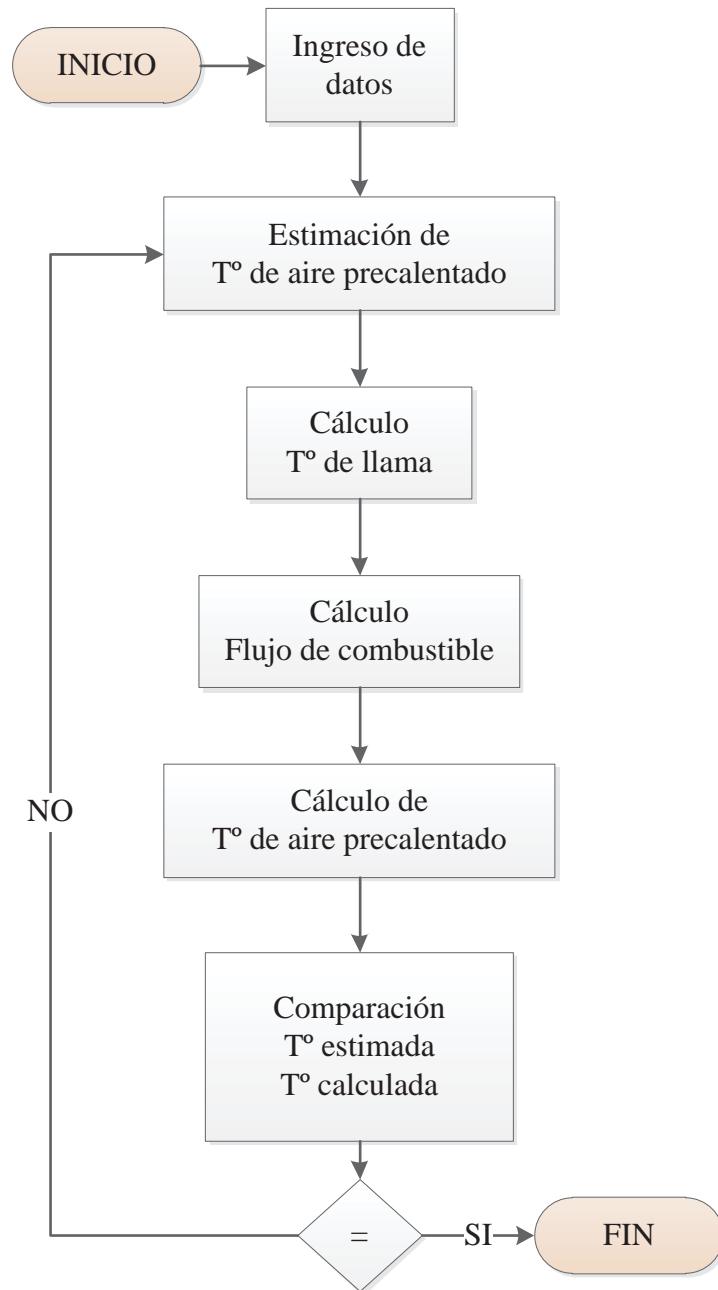 INICIO
Ingreso de
datos
Estimación de
Tº de aire precalentado
Cálculo
Tº de llama
Cálculo
Flujo de combustible
NO
Cálculo de
Tº de aire precalentado
Comparación
Tº estimada
Tº calculada
=
SI
FIN